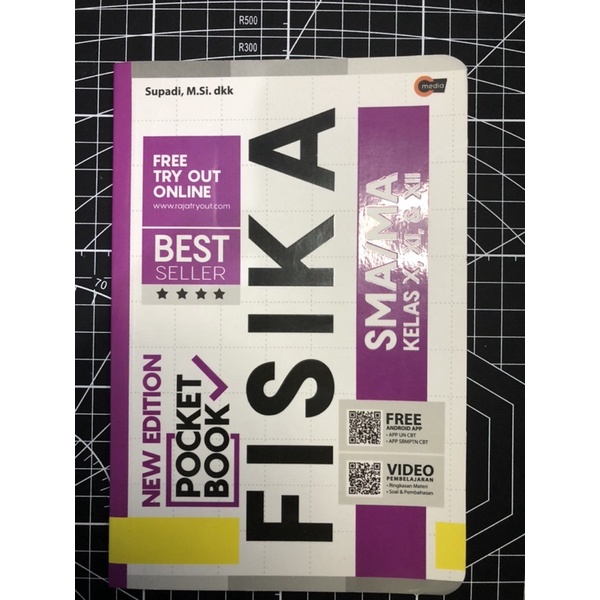 R500
R300
70
Supadi, M.Si. dkk
C media
FREE
TRY OUT
ONLINE
www.rajatryout.com
BEST
SELLER
NEW EDITION
POCKET
BOOK
FISIKA
SMA/MA
KELAS X, XI, & XII
FREE
ANDROID APP
• APP UN CBT
• APP SBMPTN CBT
VIDEO
PEMBELAJARAN
• Ringkasan Materi
• Soal & Pembahasan